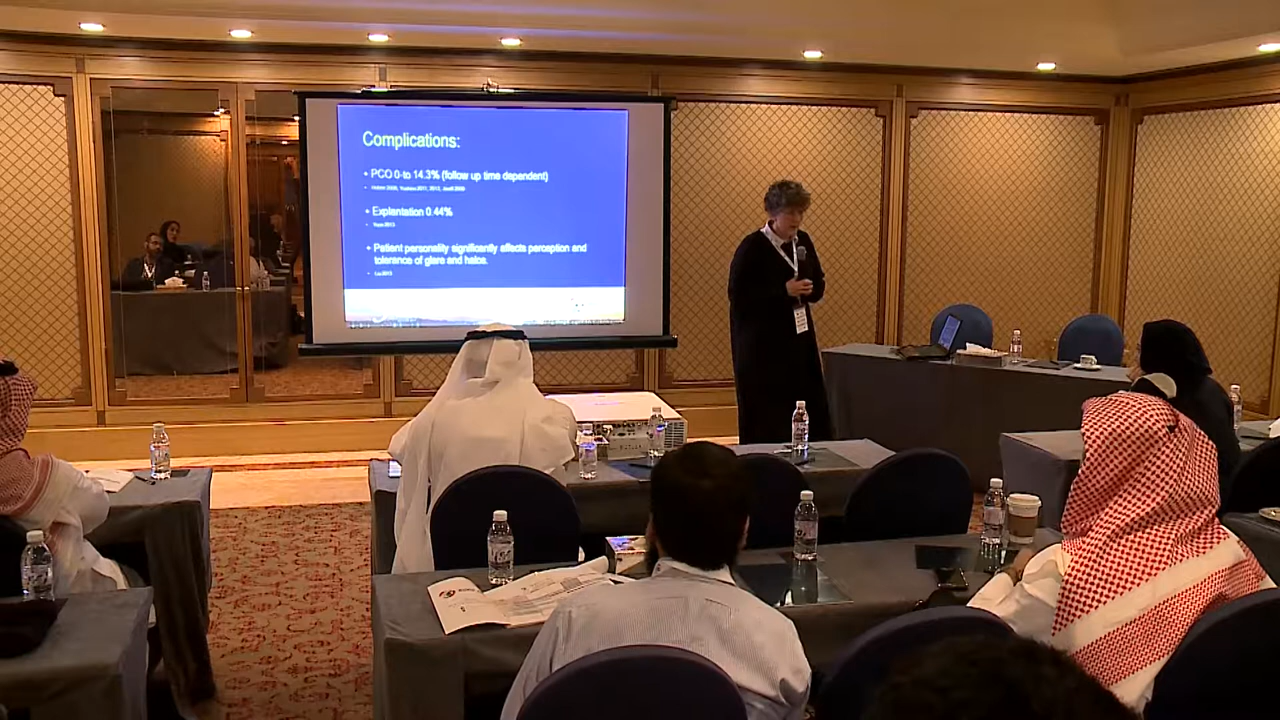 Complications:
• PCO 0-to 14.3% (follow up time dependent)
• Explantation 0.44%
• Patient personality significantly affects perception and
tolerance of glare and halos.